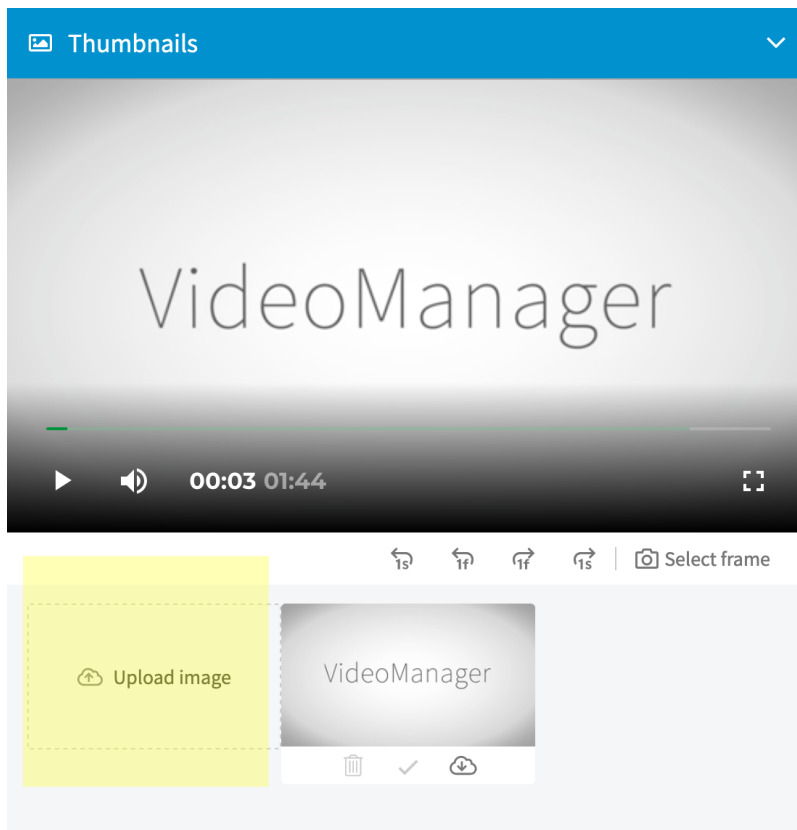 Thumbnails
VideoManager
00:03 01:44
1s 1f 1f 1s Select frame
Upload image
VideoManager